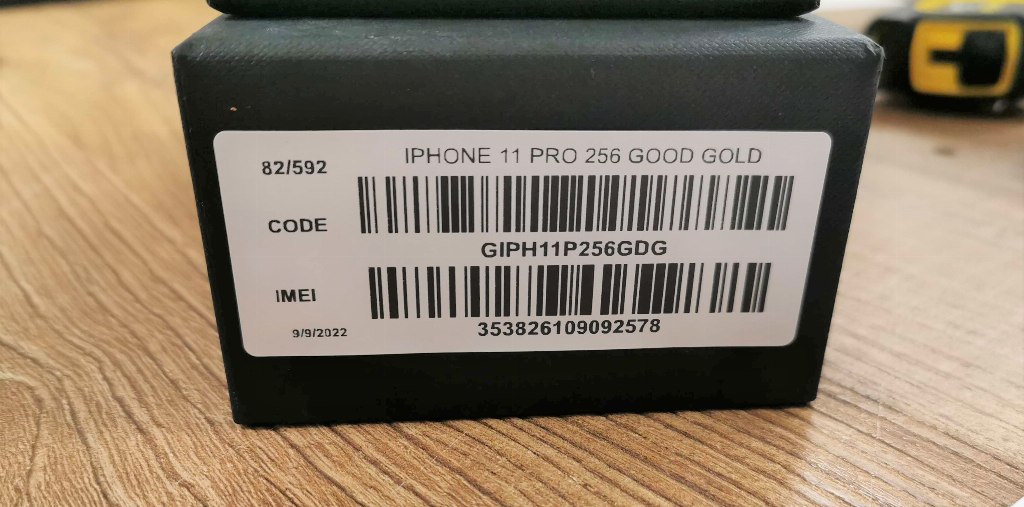 IPHONE 11 PRO 256 GOOD GOLD
82/592
CODE
GIPH11P256GDG
IMEI
353826109092578
9/9/2022